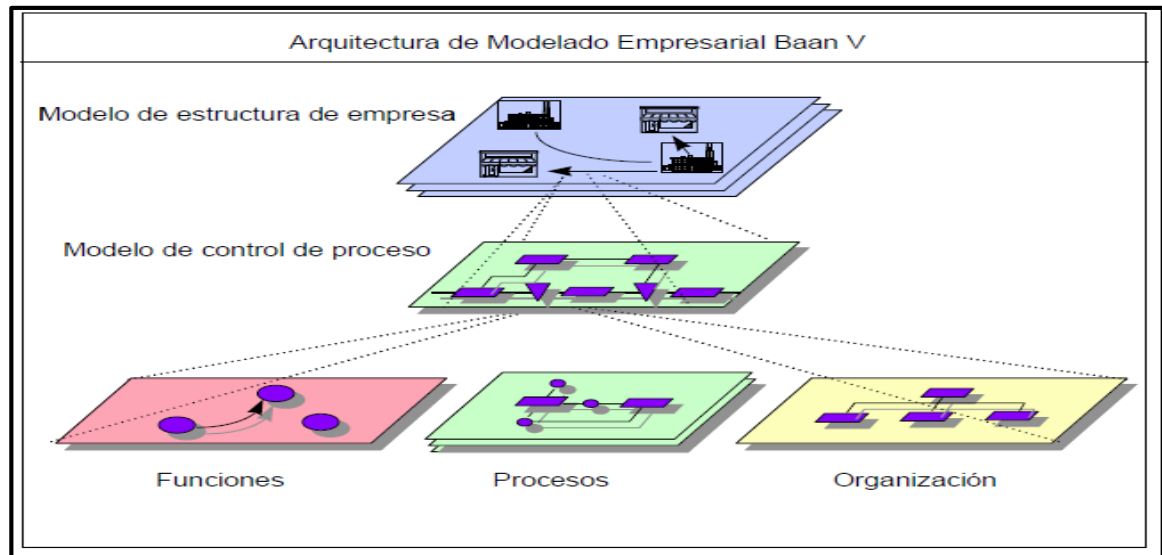 Arquitectura de Modelado Empresarial Baan V
Modelo de estructura de empresa
Modelo de control de proceso
Funciones
Procesos
Organización